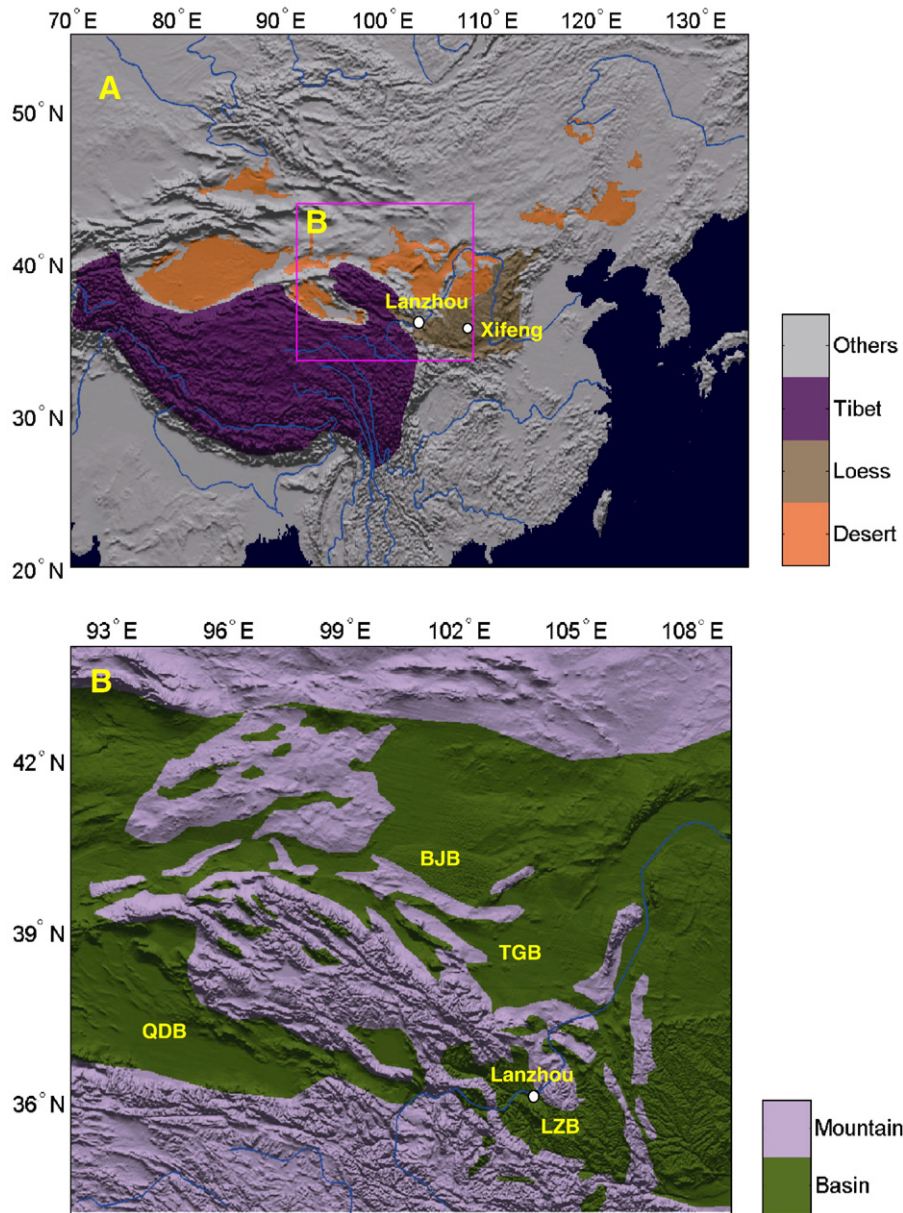 70°E 80°E 90°E 100°E 110°E 120°E 130°E
A
50°N
B
40°N
Lanzhou
Xifeng
30°N
20°N
Others
Tibet
Loess
Desert
93°E 96°E 99°E 102°E 105°E 108°E
B
42°N
BJB
39°N
TGB
QDB
Lanzhou
36°N
LZB
Mountain
Basin